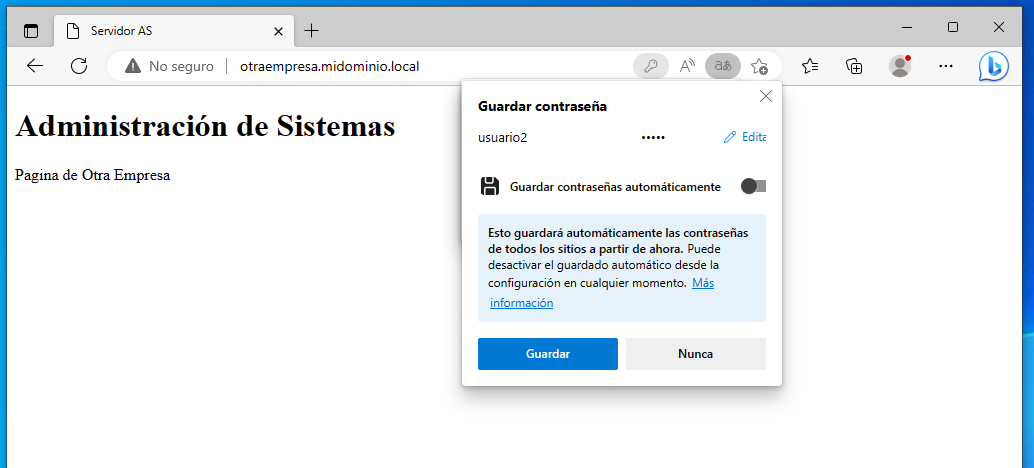 Servidor AS
No seguro
otraempresa.midominio.local
A
aあ
b
Guardar contraseña
usuario2 ••••• Edita
Guardar contraseñas automáticamente
Esto guardará automáticamente las contraseñas
de todos los sitios a partir de ahora. Puede
desactivar el guardado automático desde la
configuración en cualquier momento. Más
información
Guardar Nunca
Administración de Sistemas
Pagina de Otra Empresa